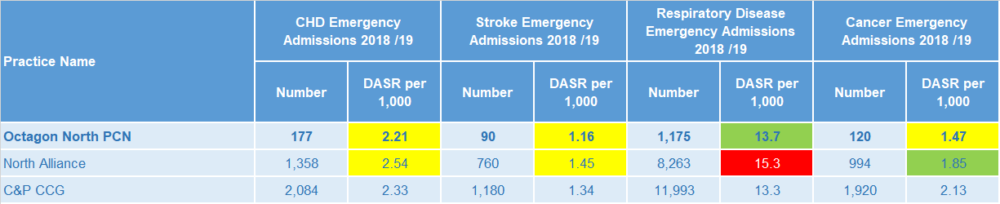 Practice Name
CHD Emergency
Admissions 2018 /19
Stroke Emergency
Admissions 2018 /19
Respiratory Disease
Emergency Admissions
2018 /19
Cancer Emergency
Admissions 2018 /19
Number
DASR per
1,000
Number
DASR per
1,000
Number
DASR per
1,000
Number
DASR per
1,000
Octagon North PCN 177 2.21 90 1.16 1,175 13.7 120 1.47
North Alliance 1,358 2.54 760 1.45 8,263 15.3 994 1.85
C&P CCG 2,084 2.33 1,180 1.34 11,993 13.3 1,920 2.13